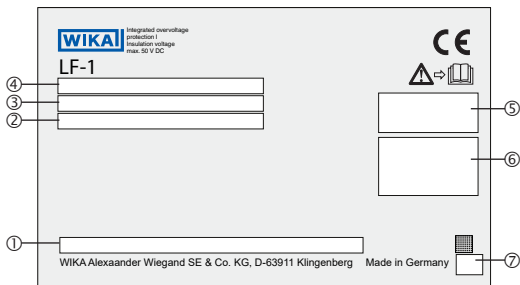 WIKAI
Integrated overvoltage
protection I
Insulation voltage
max. 50 V DC
CE
LF-1
④
③
②
⑤
⑥
①
WIKA Alexaander Wiegand SE & Co. KG, D-63911 Klingenberg Made in Germany
⑦